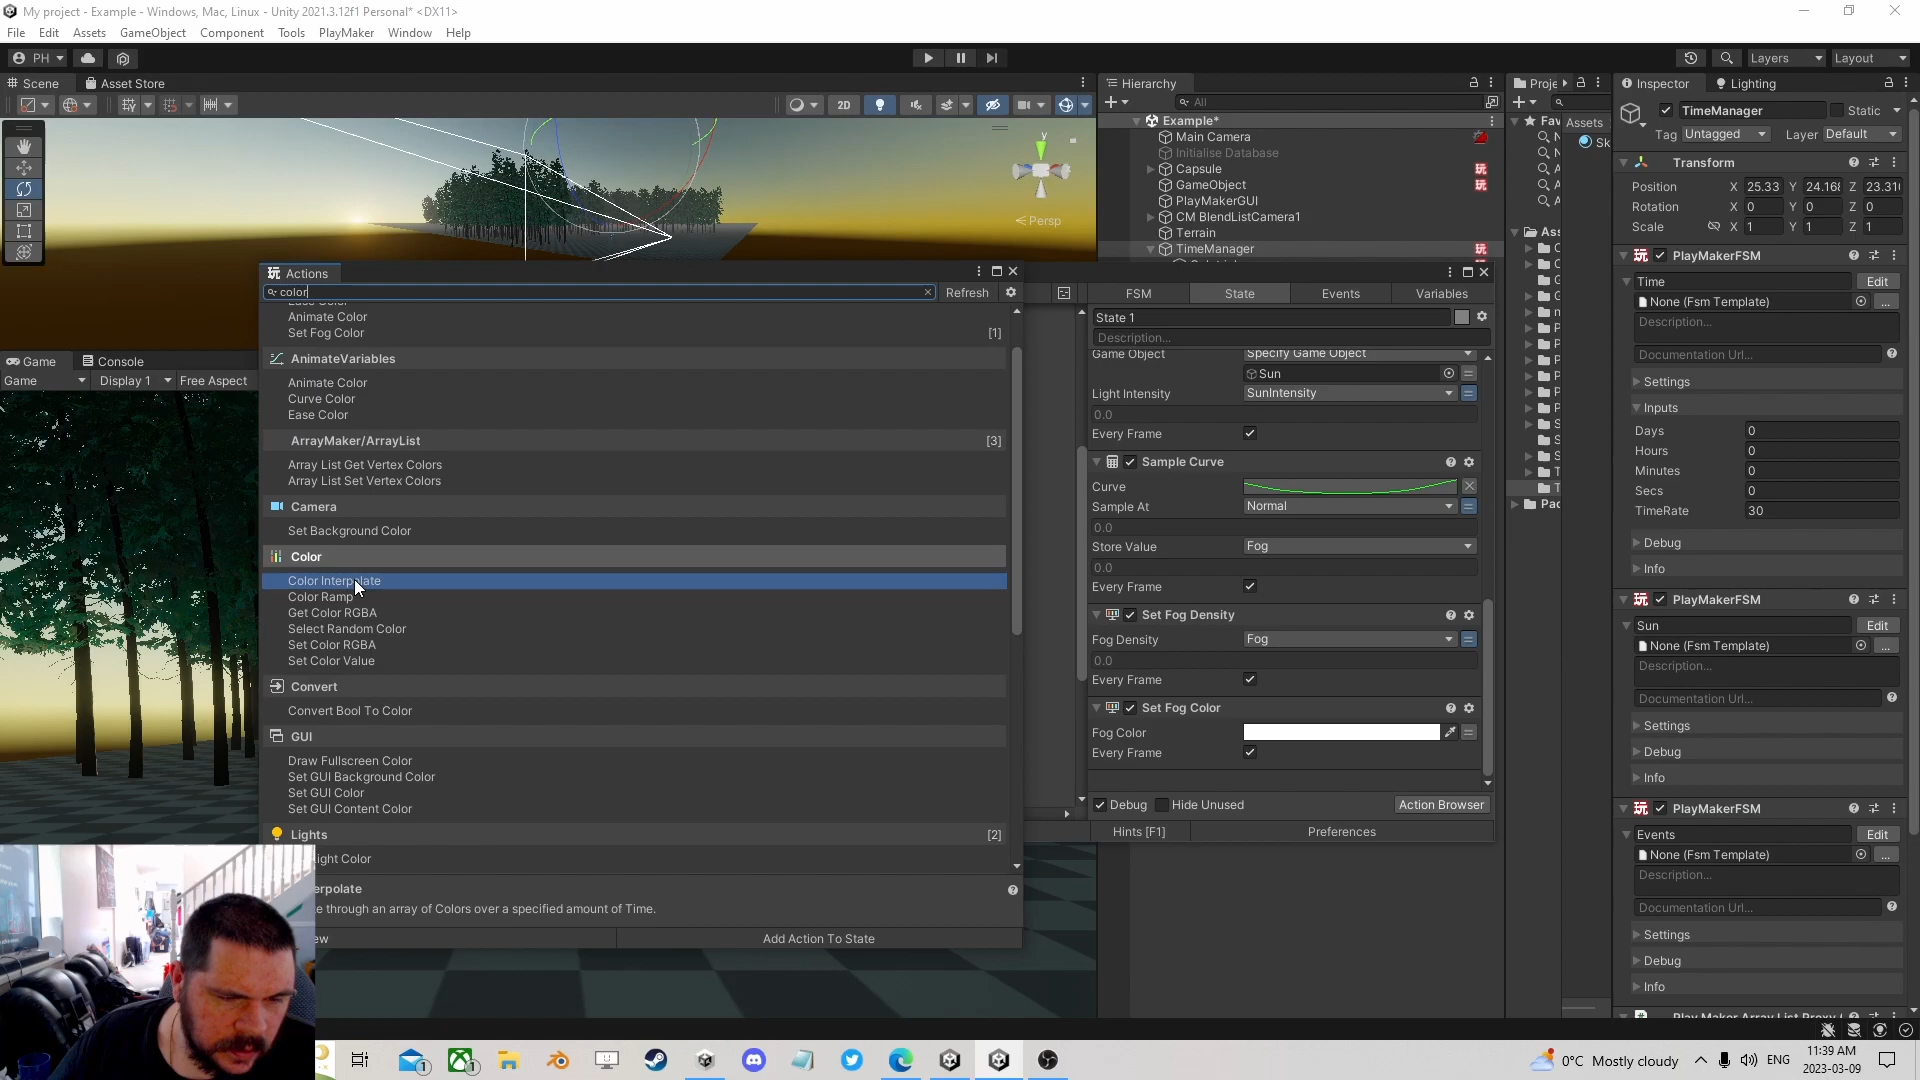 My project - Example - Windows, Mac, Linux - Unity 2021.3.12f1 Personal* <DX11>
File Edit Assets GameObject Component Tools PlayMaker Window Help
PH
Layers
Layout
Scene
Asset Store
2D
y
Persp
Hierarchy
All
Example*
Main Camera
Initialise Database
Capsule
GameObject
PlayMakerGUI
CM BlendListCamera1
Terrain
TimeManager
Proje
Assets
Inspector
Lighting
TimeManager
Static
Tag Untagged Layer Default
Transform
Position X 25.33 Y 24.168 Z 23.31
Rotation X 0 Y 0 Z 0
Scale X 1 Y 1 Z 1
PlayMakerFSM
Time Edit
None (Fsm Template) ...
Description...
Documentation Url...
Settings
Inputs
Days 0
Hours 0
Minutes 0
Secs 0
TimeRate 30
Debug
Info
PlayMakerFSM
Sun Edit
None (Fsm Template) ...
Description...
Documentation Url...
Settings
Debug
Info
PlayMakerFSM
Events Edit
None (Fsm Template) ...
Description...
Documentation Url...
Settings
Debug
Info
Game
Console
Game Display 1 Free Aspect
Actions
color
Refresh
Ease Color
Animate Color
Set Fog Color [1]
AnimateVariables
Animate Color
Curve Color
Ease Color
ArrayMaker/ArrayList [3]
Array List Get Vertex Colors
Array List Set Vertex Colors
Camera
Set Background Color
Color
Color Interpolate
Color Ramp
Get Color RGBA
Select Random Color
Set Color RGBA
Set Color Value
Convert
Convert Bool To Color
GUI
Draw Fullscreen Color
Set GUI Background Color
Set GUI Color
Set GUI Content Color
Lights [2]
ight Color
erpolate
e through an array of Colors over a specified amount of Time.
ew
Add Action To State
FSM State Events Variables
State 1
Description...
Game Object Specify Game Object
Sun
Light Intensity SunIntensity
0.0
Every Frame
Sample Curve
Curve
Sample At Normal
0.0
Store Value Fog
0.0
Every Frame
Set Fog Density
Fog Density Fog
0.0
Every Frame
Set Fog Color
Fog Color
Every Frame
Debug Hide Unused Action Browser
Hints [F1] Preferences
0°C Mostly cloudy
ENG
11:39 AM
2023-03-09